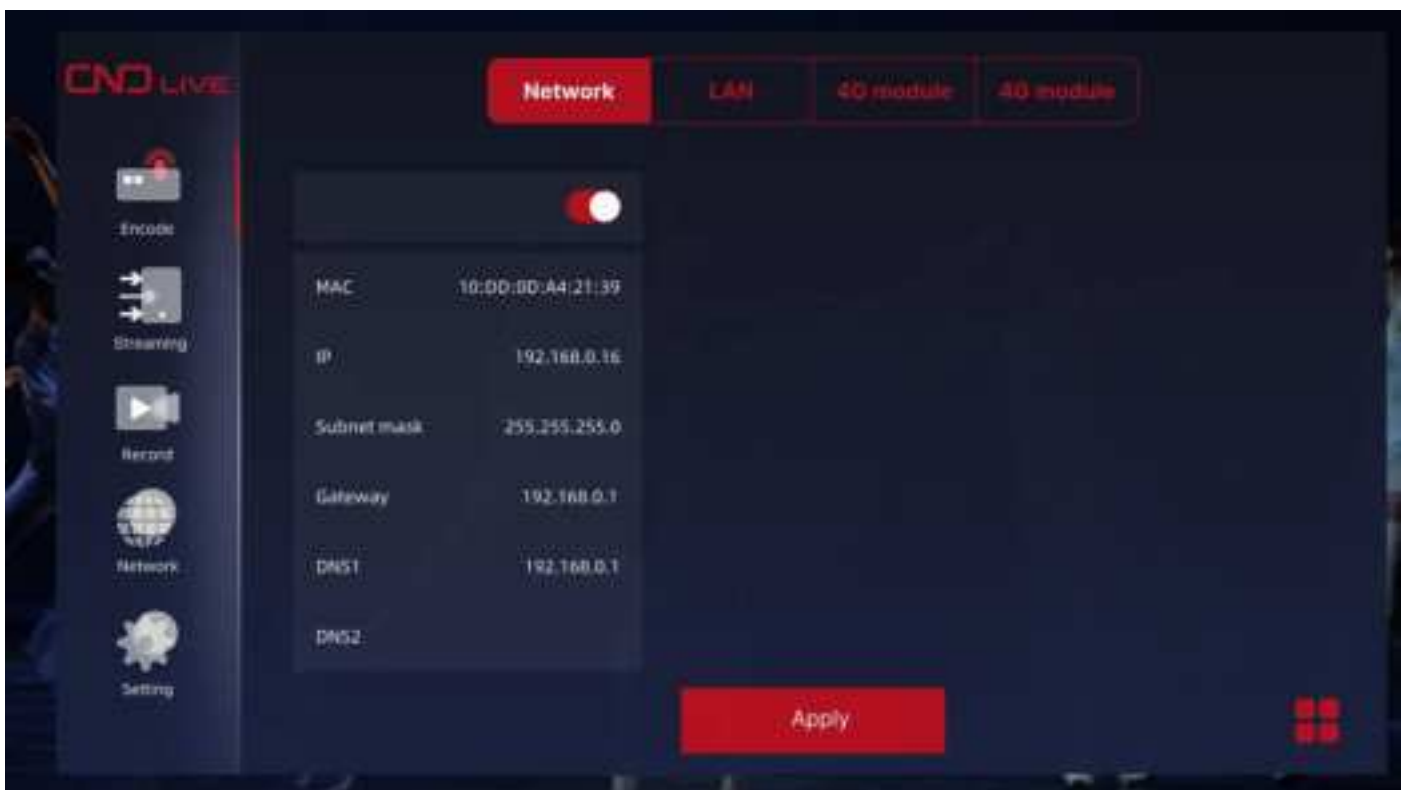 CND LIVE
Network
LAN
4G module
4G module
Encode
Streaming
Record
Network
Setting
MAC 10:DD:0D:A4:21:39
IP 192.168.0.16
Subnet mask 255.255.255.0
Gateway 192.168.0.1
DNS1 192.168.0.1
DNS2
Apply